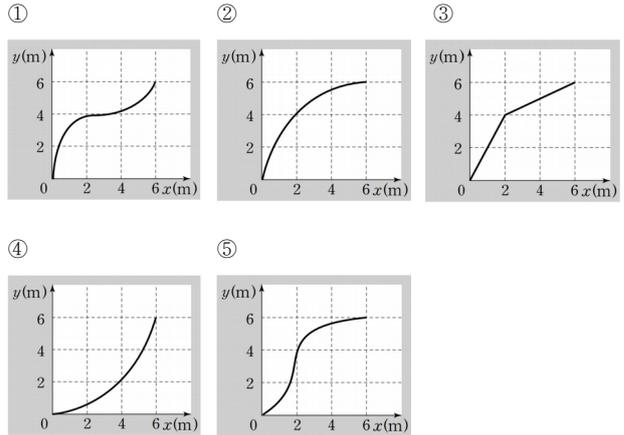 ① ② ③
y(m) y(m) y(m)
6 6 6
4 4 4
2 2 2
0 2 4 6 x(m) 0 2 4 6 x(m) 0 2 4 6 x(m)
④ ⑤
y(m) y(m)
6 6
4 4
2 2
0 2 4 6 x(m) 0 2 4 6 x(m)